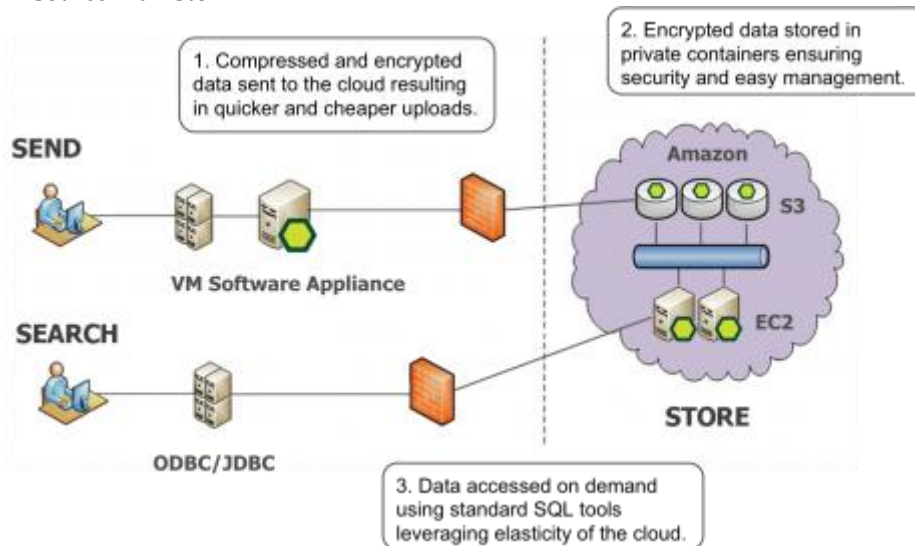 1. Compressed and encrypted
data sent to the cloud resulting
in quicker and cheaper uploads.
2. Encrypted data stored in
private containers ensuring
security and easy management.
SEND
Amazon
S3
VM Software Appliance
EC2
SEARCH
STORE
ODBC/JDBC
3. Data accessed on demand
using standard SQL tools
leveraging elasticity of the cloud.